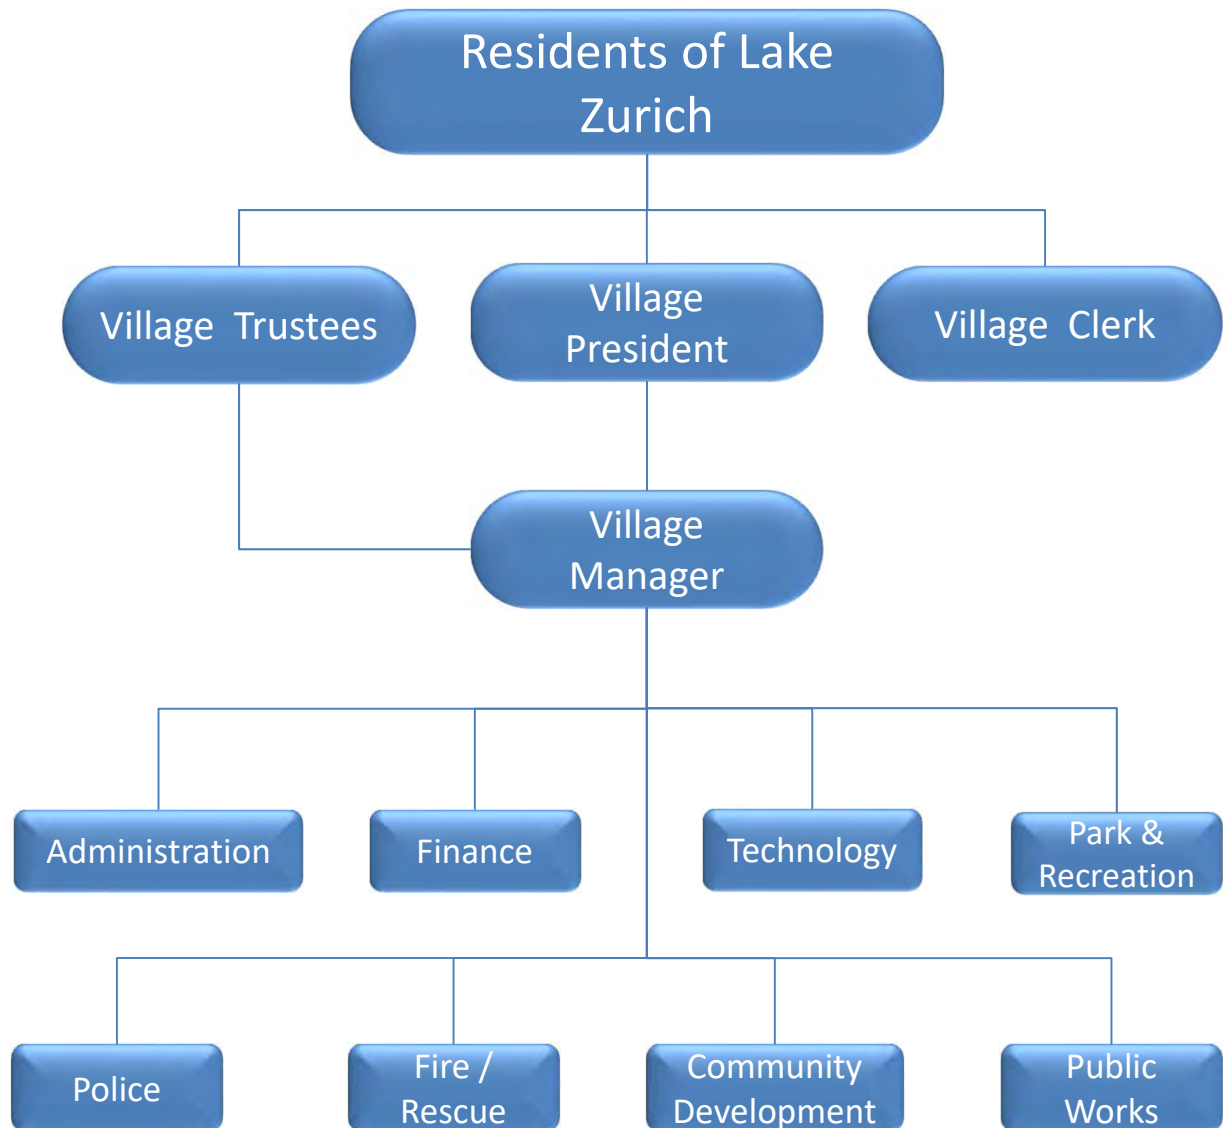 Residents of Lake
Zurich
Village Trustees
Village
President
Village Clerk
Village
Manager
Administration
Finance
Technology
Park &
Recreation
Police
Fire /
Rescue
Community
Development
Public
Works